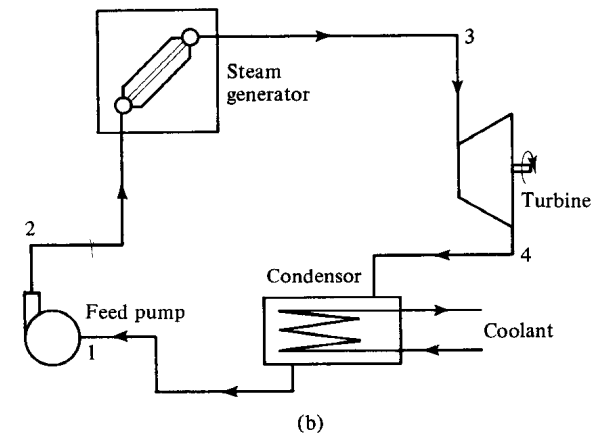 3
Steam
generator
Turbine
2
4
Condensor
Feed pump
Coolant
1
(b)